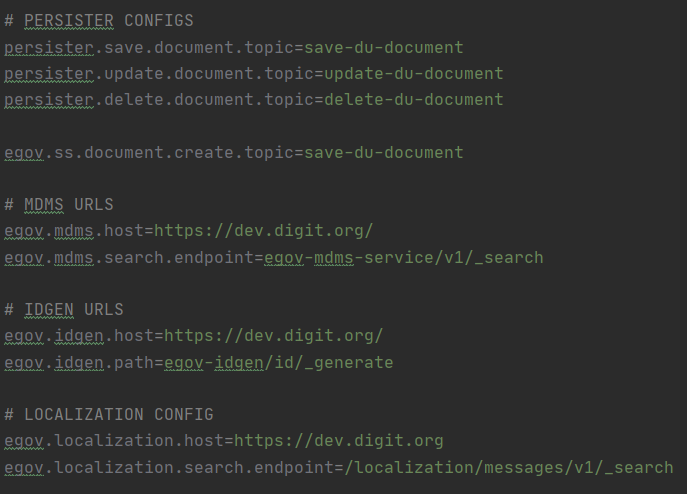 # PERSISTER CONFIGS
persister.save.document.topic=save-du-document
persister.update.document.topic=update-du-document
persister.delete.document.topic=delete-du-document
egov.ss.document.create.topic=save-du-document
# MDMS URLS
egov.mdms.host=https://dev.digit.org/
egov.mdms.search.endpoint=egov-mdms-service/v1/_search
# IDGEN URLS
egov.idgen.host=https://dev.digit.org/
egov.idgen.path=egov-idgen/id/_generate
# LOCALIZATION CONFIG
egov.localization.host=https://dev.digit.org
egov.localization.search.endpoint=/localization/messages/v1/_search